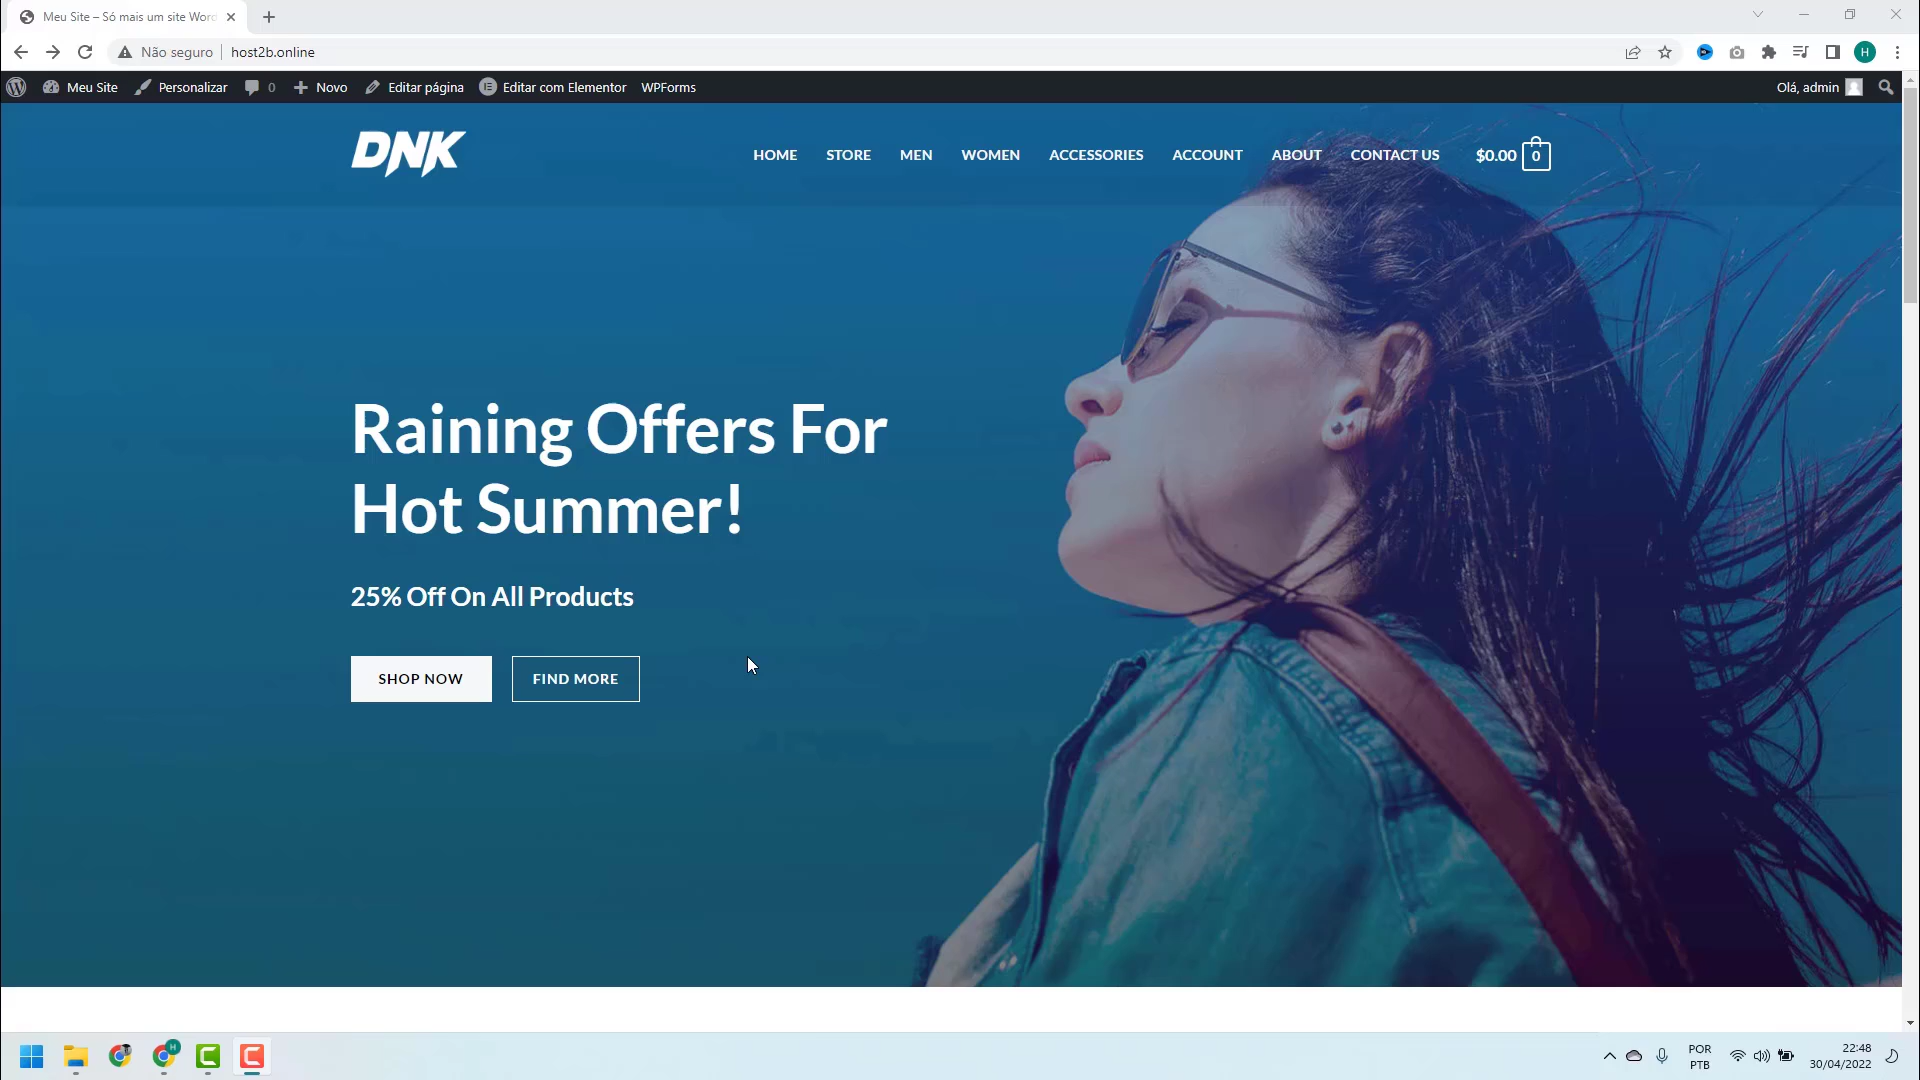 Meu Site – Só mais um site Word
Não seguro
host2b.online
H
Meu Site
Personalizar
0
Novo
Editar página
Editar com Elementor
WPForms
Olá, admin
DNK
HOME
STORE
MEN
WOMEN
ACCESSORIES
ACCOUNT
ABOUT
CONTACT US
$0.00
0
Raining Offers For
Hot Summer!
25% Off On All Products
SHOP NOW
FIND MORE
H
POR
PTB
22:48
30/04/2022